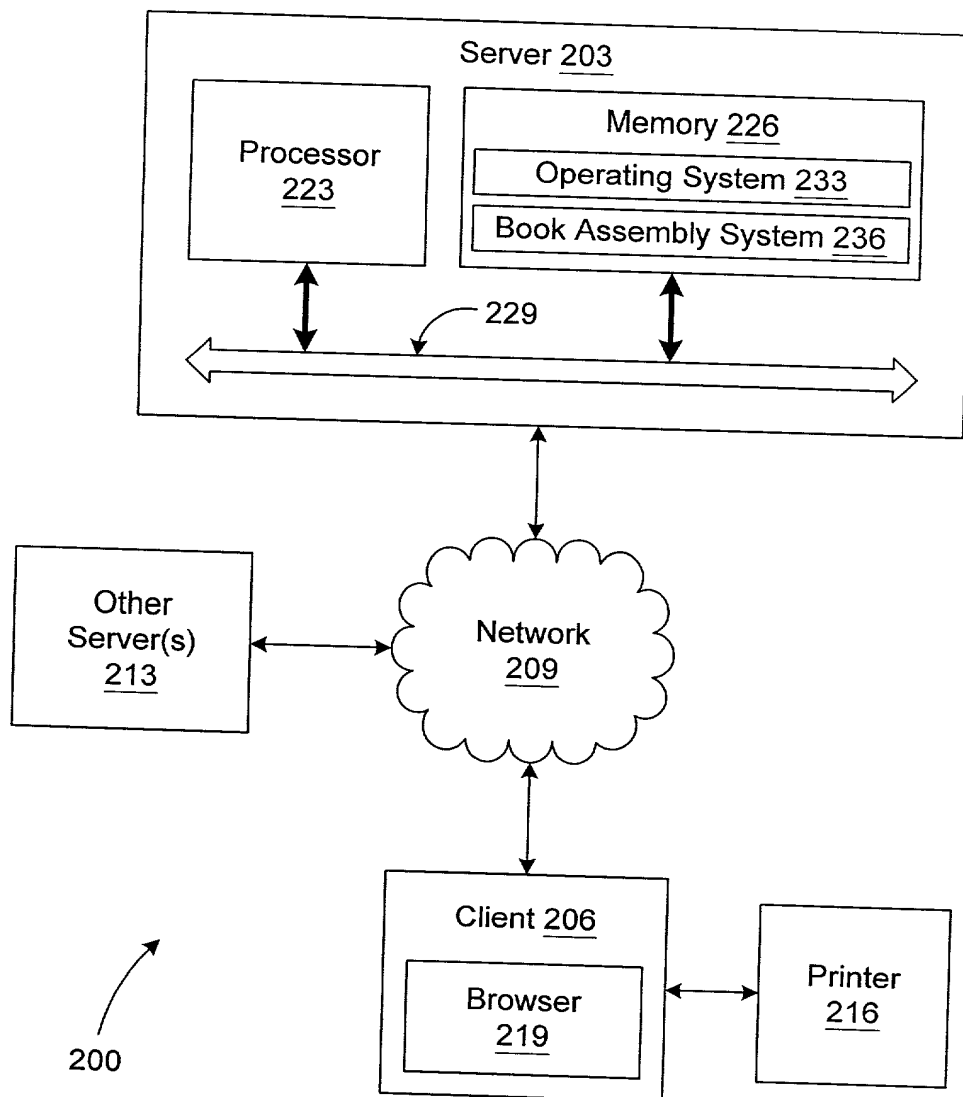 Server 203
Processor
223
Memory 226
Operating System 233
Book Assembly System 236
229
Other
Server(s)
213
Network
209
Client 206
Browser
219
Printer
216
200